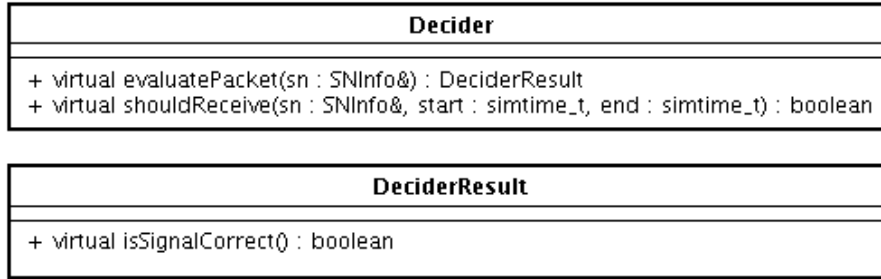 Decider
+ virtual evaluatePacket(sn : SNInfo&) : DeciderResult
+ virtual shouldReceive(sn : SNInfo&, start : simtime_t, end : simtime_t) : boolean
DeciderResult
+ virtual isSignalCorrect() : boolean